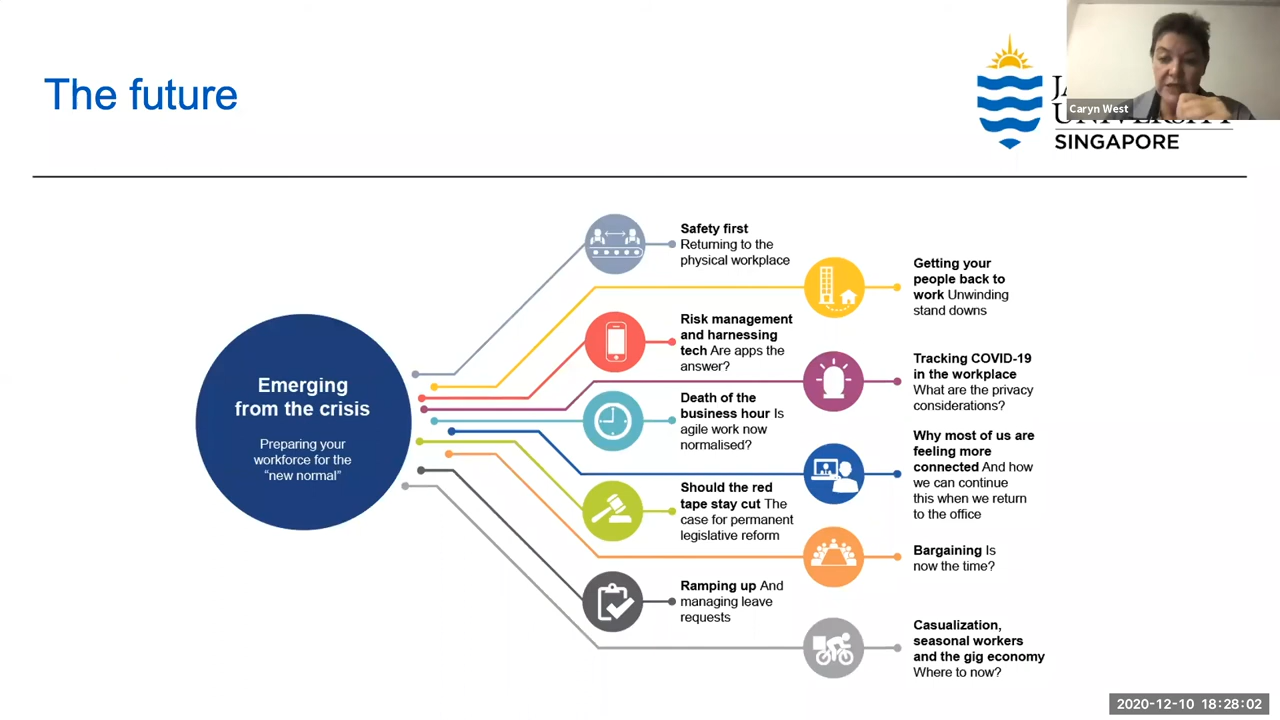 The future
Caryn West
SINGAPORE
Emerging
from the crisis
Preparing your
workforce for the
“new normal”
Safety first
Returning to the
physical workplace
Getting your
people back to
work Unwinding
stand downs
Risk management
and harnessing
tech Are apps the
answer?
Tracking COVID-19
in the workplace
What are the privacy
considerations?
Death of the
business hour Is
agile work now
normalised?
Why most of us are
feeling more
connected And how
we can continue
this when we return
to the office
Should the red
tape stay cut The
case for permanent
legislative reform
Bargaining Is
now the time?
Ramping up And
managing leave
requests
Casualization,
seasonal workers
and the gig economy
Where to now?
2020-12-10 18:28:02